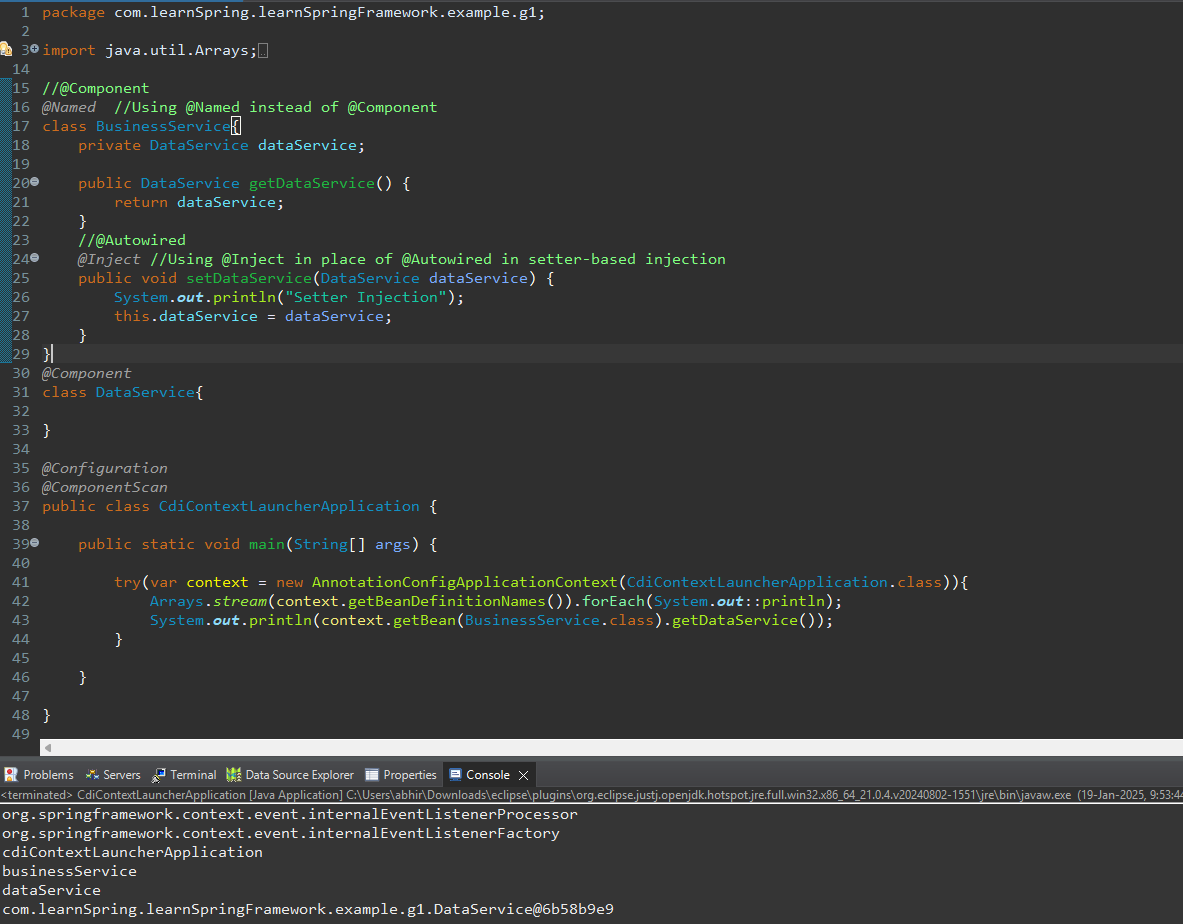 1 package com.learnSpring.learnSpringFramework.example.g1;
2
3 import java.util.Arrays;
14
15 //@Component
16 @Named  //Using @Named instead of @Component
17 class BusinessService{
18     private DataService dataService;
19
20     public DataService getDataService() {
21         return dataService;
22     }
23     //@Autowired
24     @Inject //Using @Inject in place of @Autowired in setter-based injection
25     public void setDataService(DataService dataService) {
26         System.out.println("Setter Injection");
27         this.dataService = dataService;
28     }
29 }
30 @Component
31 class DataService{
32
33 }
34
35 @Configuration
36 @ComponentScan
37 public class CdiContextLauncherApplication {
38
39     public static void main(String[] args) {
40
41         try(var context = new AnnotationConfigApplicationContext(CdiContextLauncherApplication.class)){
42             Arrays.stream(context.getBeanDefinitionNames()).forEach(System.out::println);
43             System.out.println(context.getBean(BusinessService.class).getDataService());
44         }
45
46     }
47
48 }
49
Problems Servers Terminal Data Source Explorer Properties Console
<terminated> CdiContextLauncherApplication [Java Application] C:\Users\abhir\Downloads\eclipse\plugins\org.eclipse.justj.openjdk.hotspot.jre.full.win32.x86_64_21.0.4.v20240802-1551\jre\bin\javaw.exe (19-Jan-2025, 9:53:44
org.springframework.context.event.internalEventListenerProcessor
org.springframework.context.event.internalEventListenerFactory
cdiContextLauncherApplication
businessService
dataService
com.learnSpring.learnSpringFramework.example.g1.DataService@6b58b9e9